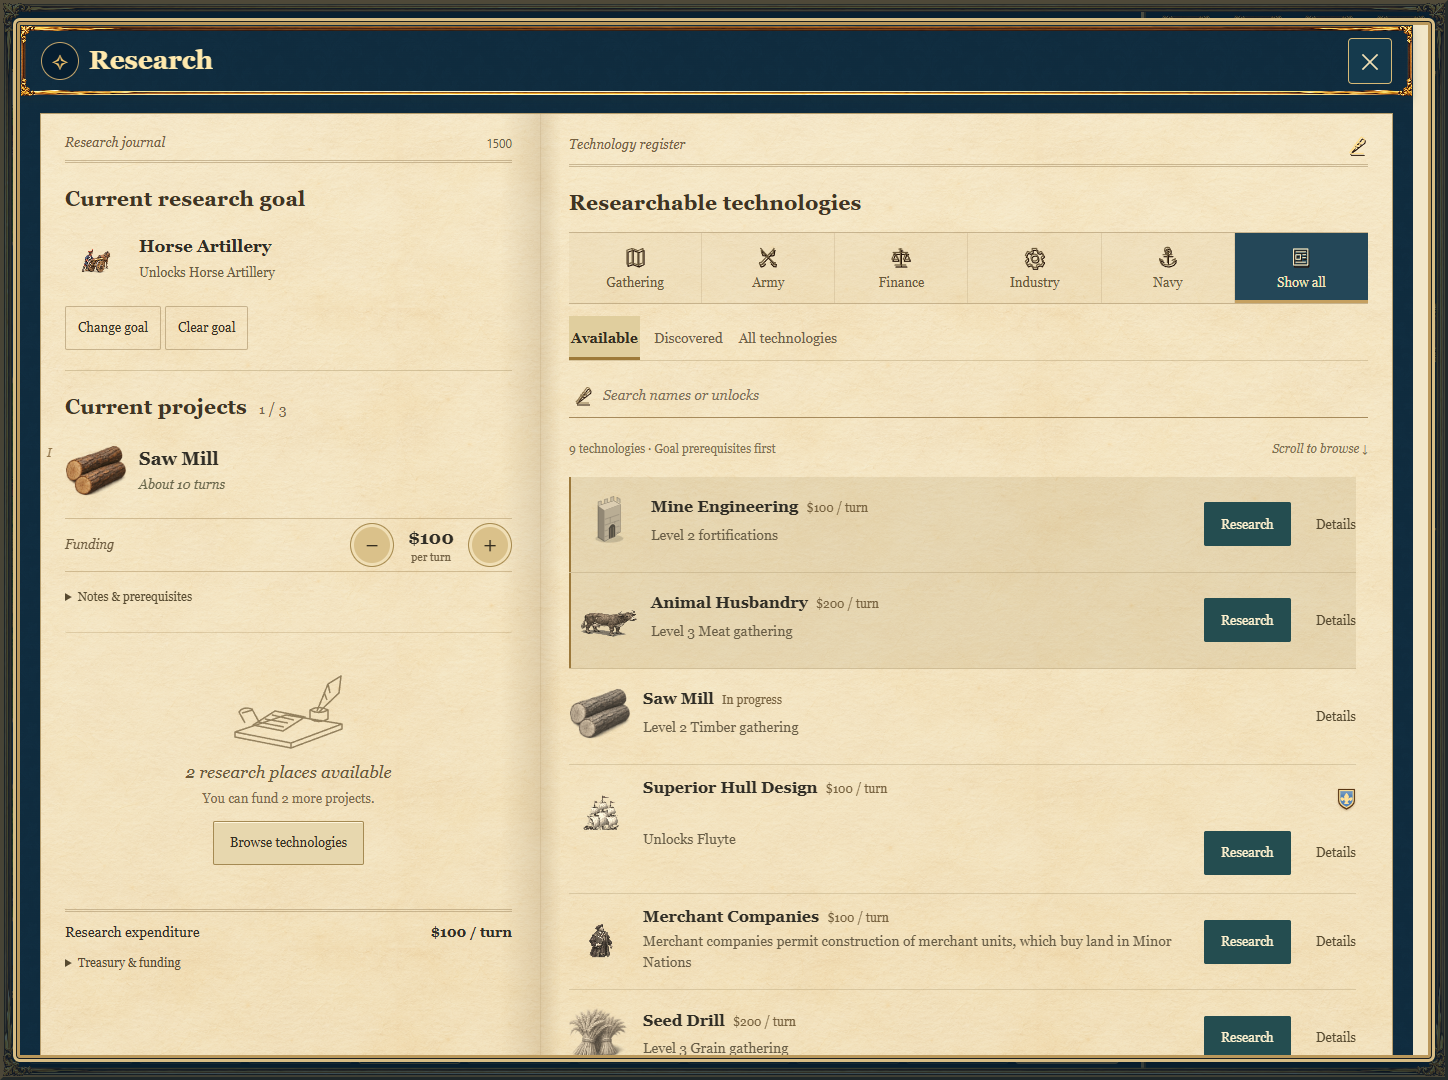 Research
Research journal
1500
Current research goal
Horse Artillery
Unlocks Horse Artillery
Change goal
Clear goal
Current projects 1 / 3
I
Saw Mill
About 10 turns
Funding
−
$100
per turn
+
Notes & prerequisites
2 research places available
You can fund 2 more projects.
Browse technologies
Research expenditure
$100 / turn
Treasury & funding
Technology register
Researchable technologies
Gathering
Army
Finance
Industry
Navy
Show all
Available
Discovered
All technologies
Search names or unlocks
9 technologies · Goal prerequisites first
Scroll to browse ↓
Mine Engineering $100 / turn
Level 2 fortifications
Research
Details
Animal Husbandry $200 / turn
Level 3 Meat gathering
Research
Details
Saw Mill In progress
Level 2 Timber gathering
Details
Superior Hull Design $100 / turn
Unlocks Fluyte
Research
Details
Merchant Companies $100 / turn
Merchant companies permit construction of merchant units, which buy land in Minor
Nations
Research
Details
Seed Drill $200 / turn
Level 3 Grain gathering
Research
Details